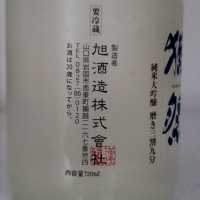 獺祭
純米大吟醸 磨き三割九分
要冷蔵
製造者
旭酒造株式會社
山口県岩国市周東町獺越二一六七番地四
TEL 0827-86-0120
お酒は20歳になってから。
内容量720ml